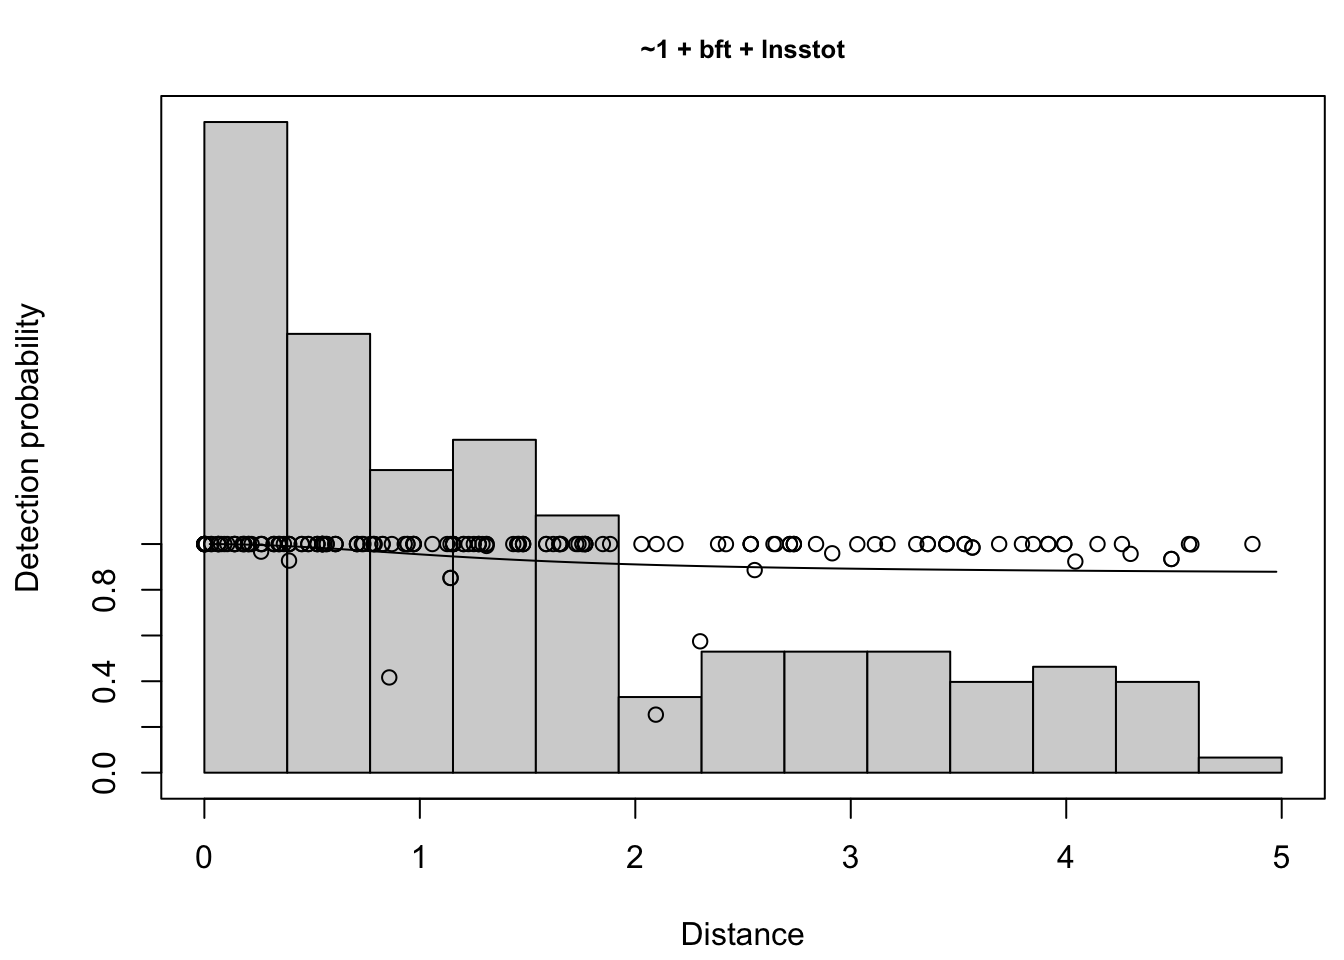 ~1 + bft + lnsstot
Detection probability
0.8
0.4
0.0
0 1 2 3 4 5
Distance